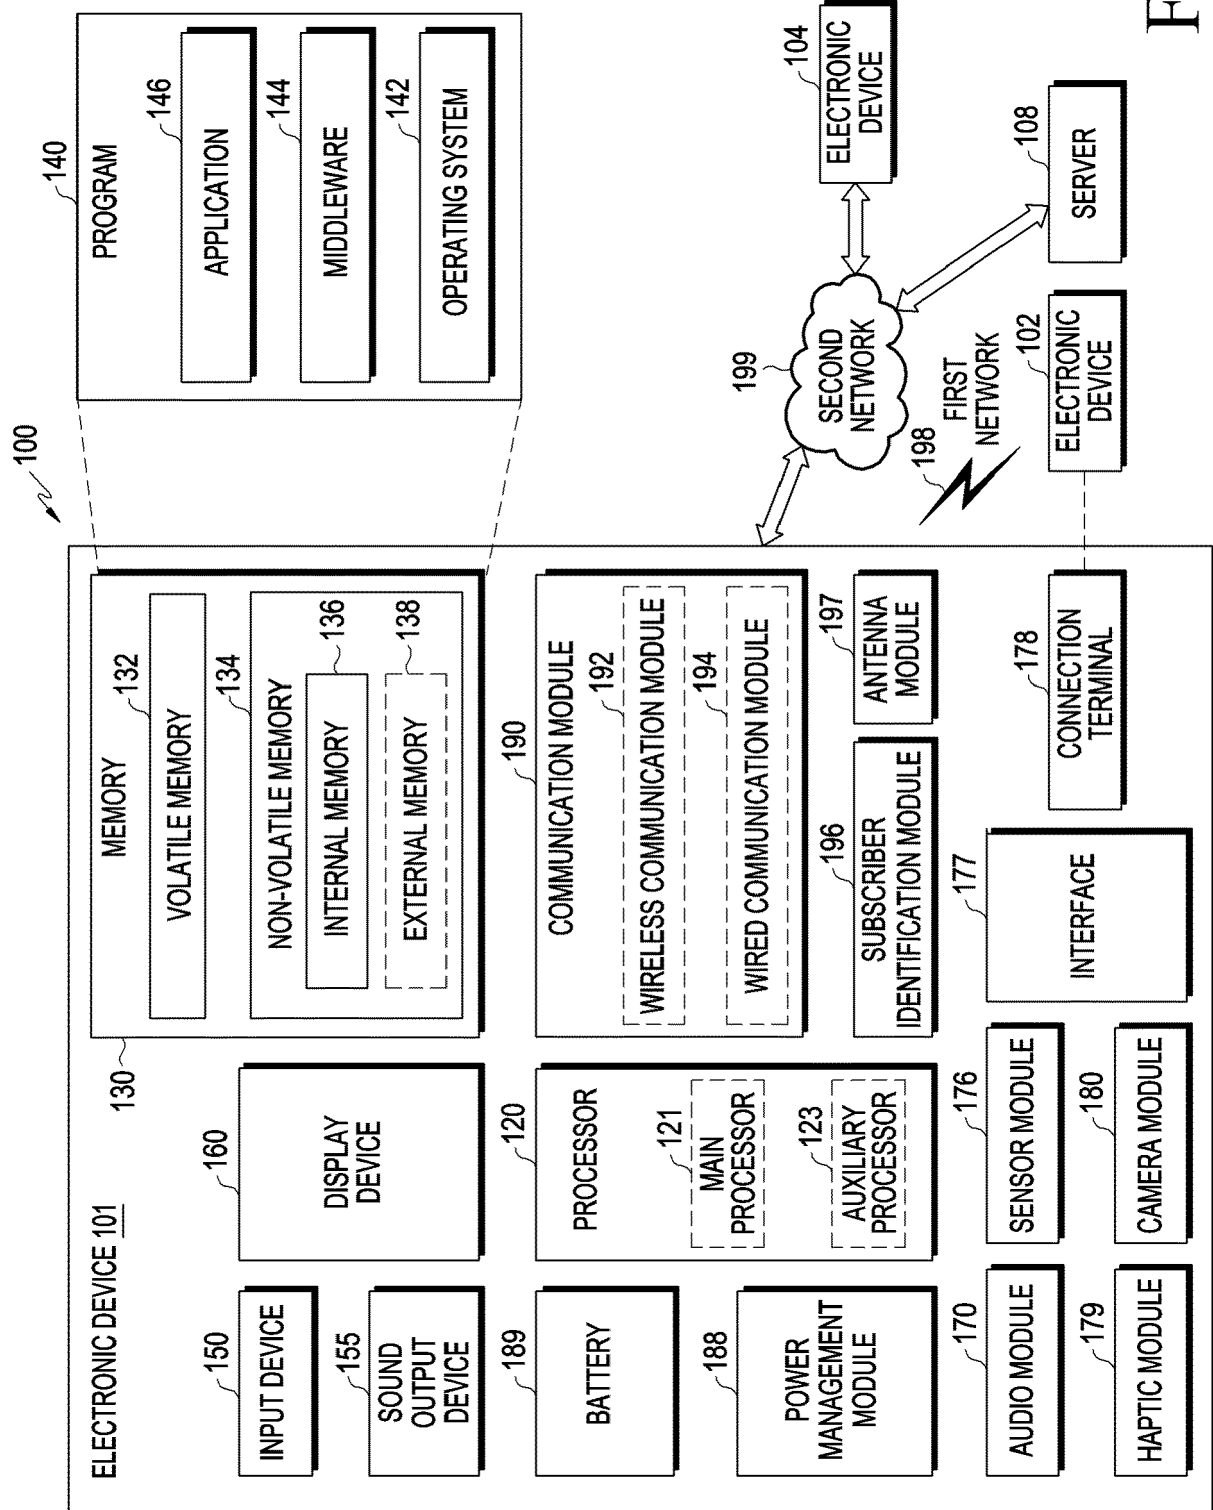 100
ELECTRONIC DEVICE 101
150
INPUT DEVICE
155
SOUND
OUTPUT
DEVICE
189
BATTERY
188
POWER
MANAGEMENT
MODULE
170
AUDIO MODULE
179
HAPTIC MODULE
160
DISPLAY
DEVICE
120
PROCESSOR
121
MAIN
PROCESSOR
123
AUXILIARY
PROCESSOR
176
SENSOR MODULE
180
CAMERA MODULE
130
MEMORY
132
VOLATILE MEMORY
134
NON-VOLATILE MEMORY
136
INTERNAL MEMORY
138
EXTERNAL MEMORY
190
COMMUNICATION MODULE
192
WIRELESS COMMUNICATION MODULE
194
WIRED COMMUNICATION MODULE
196
SUBSCRIBER
IDENTIFICATION MODULE
197
ANTENNA
MODULE
177
INTERFACE
178
CONNECTION
TERMINAL
140
PROGRAM
146
APPLICATION
144
MIDDLEWARE
142
OPERATING SYSTEM
199
SECOND
NETWORK
198
FIRST
NETWORK
104
ELECTRONIC
DEVICE
108
SERVER
102
ELECTRONIC
DEVICE
F